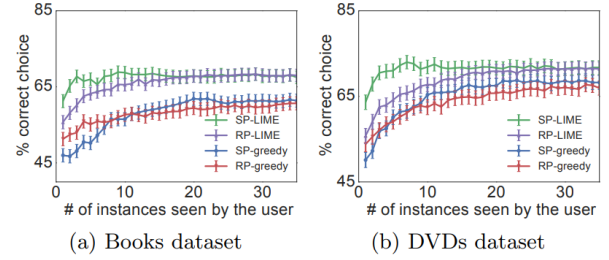 85
65
45
% correct choice
SP-LIME
RP-LIME
SP-greedy
RP-greedy
0 10 20 30
# of instances seen by the user
(a) Books dataset
85
65
45
% correct choice
SP-LIME
RP-LIME
SP-greedy
RP-greedy
0 10 20 30
# of instances seen by the user
(b) DVDs dataset